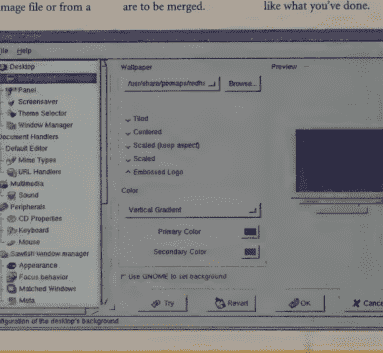 mage file or from a
are to be merged.
like what you've done.
ile Help
Desktop
Panel
Screensaver
Theme Selector
Window Manager
Document Handlers
Default Editor
Mime Types
URL Handlers
Multimedia
Sound
Peripherals
CD Properties
Keyboard
Mouse
Sawfish window manager
Appearance
Focus behavior
Matched Windows
Meta
Wallpaper
Browse..
Tiled
Centered
Scaled (keep aspect)
Scaled
Embossed Logo
Color
Vertical Gradient
Primary Color
Secondary Color
Use GNOME to set background
Preview
Try
Revert
OK
Cance
figuration of the desktop's background